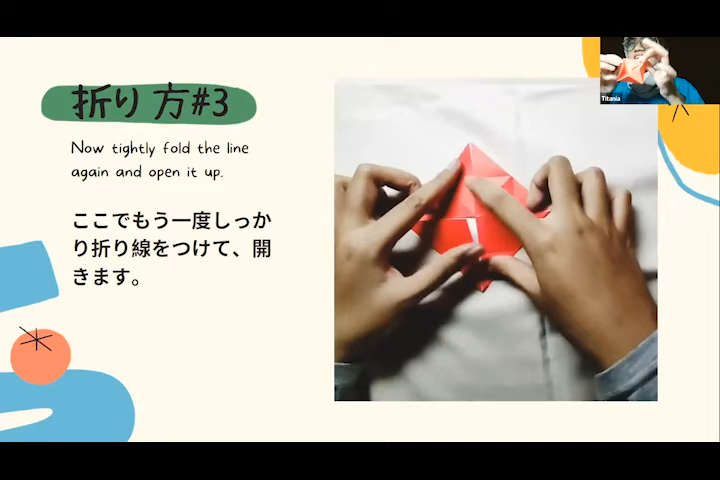 折り方#3
Now tightly fold the line
again and open it up.
ここでもう一度しっか
り折り線をつけて、開
きます。
Titania